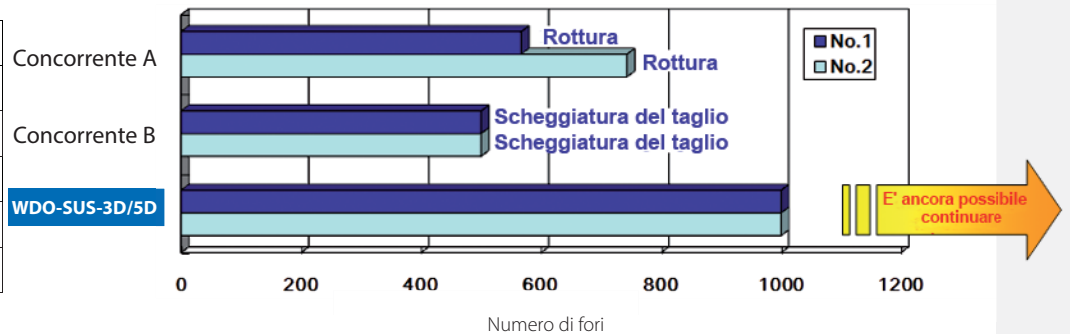 Concorrente A
Rottura
Rottura
No.1
No.2
Concorrente B
Scheggiatura del taglio
Scheggiatura del taglio
WDO-SUS-3D/5D
E' ancora possibile
continuare
0 200 400 600 800 1000 1200
Numero di fori